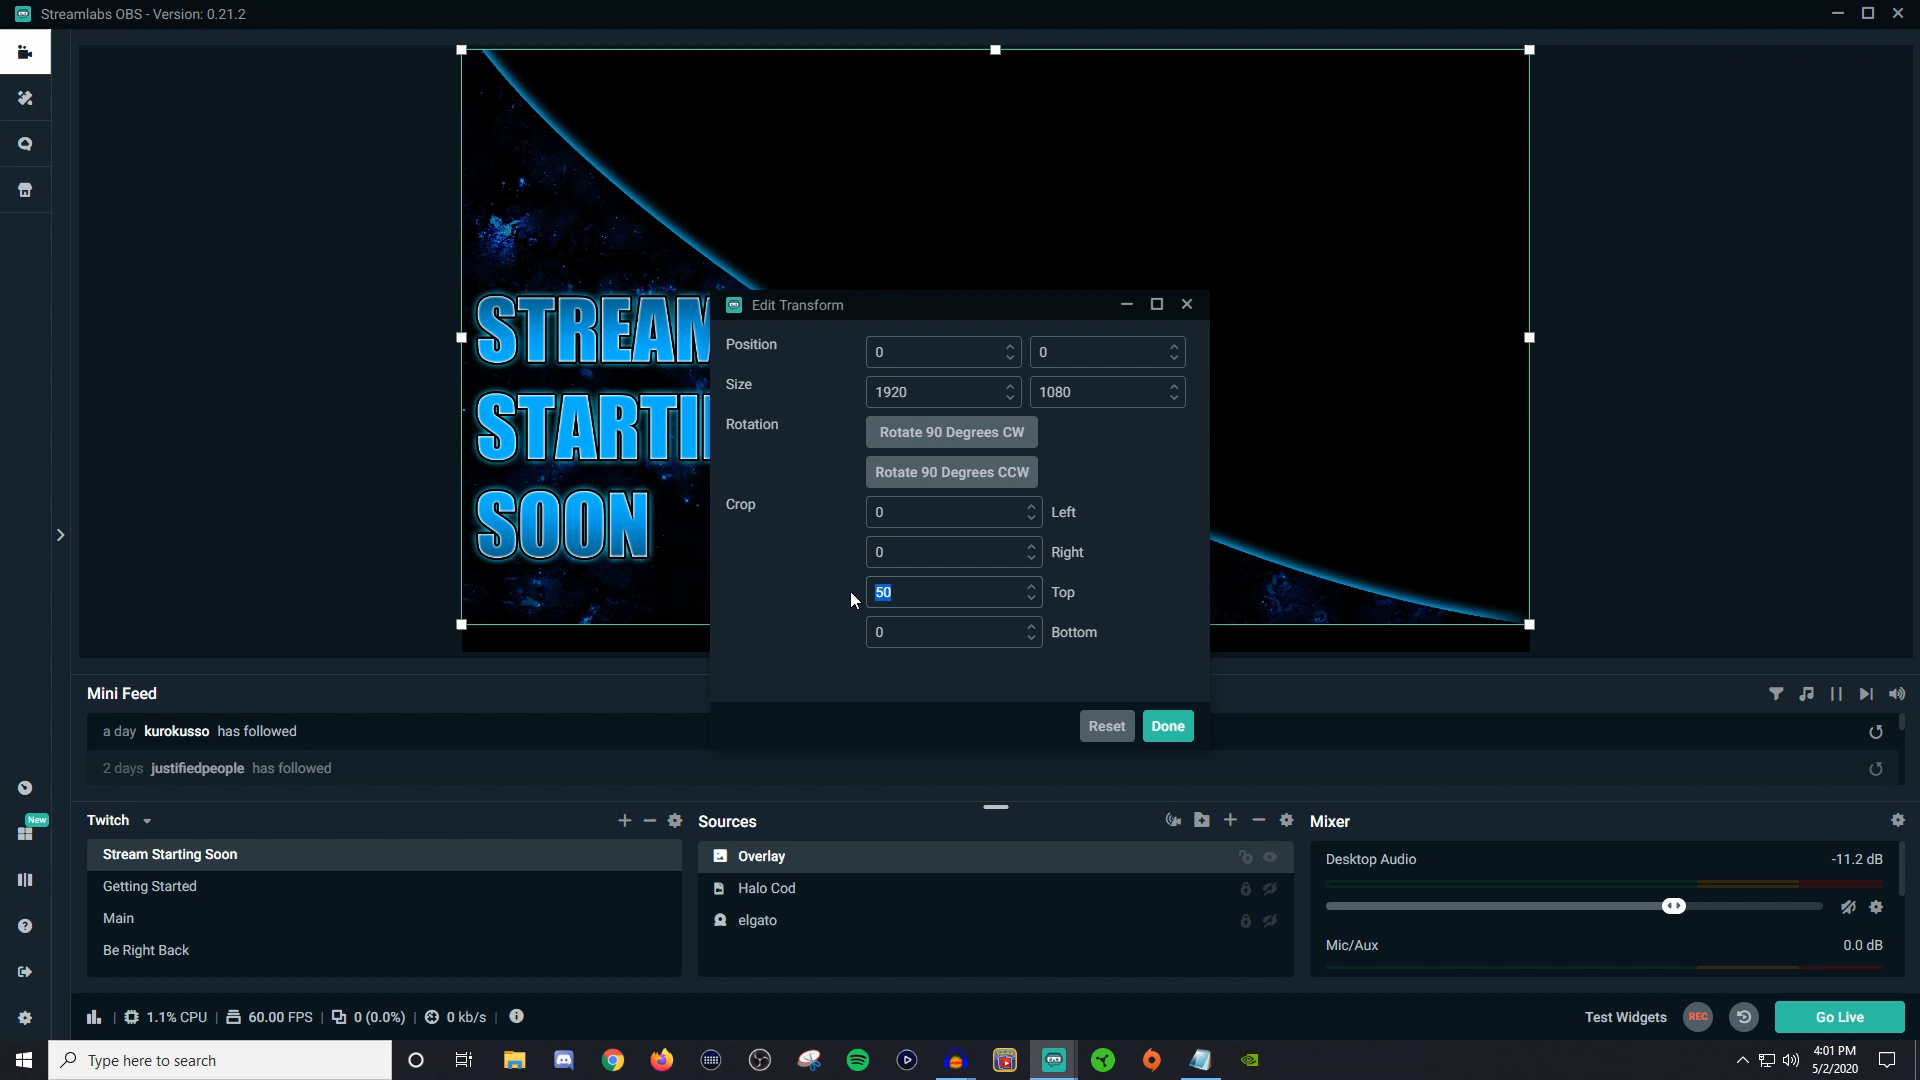 Streamlabs OBS - Version: 0.21.2
STREAM
STARTI
SOON
Edit Transform
Position
0
0
Size
1920
1080
Rotation
Rotate 90 Degrees CW
Rotate 90 Degrees CCW
Crop
0
Left
0
Right
50
Top
0
Bottom
Reset
Done
Mini Feed
a day kurokusso has followed
2 days justifiedpeople has followed
New
Twitch
Stream Starting Soon
Getting Started
Main
Be Right Back
Sources
Overlay
Halo Cod
elgato
Mixer
Desktop Audio
-11.2 dB
Mic/Aux
0.0 dB
1.1% CPU
60.00 FPS
0 (0.0%)
0 kb/s
Test Widgets
REC
Go Live
Type here to search
4:01 PM
5/2/2020